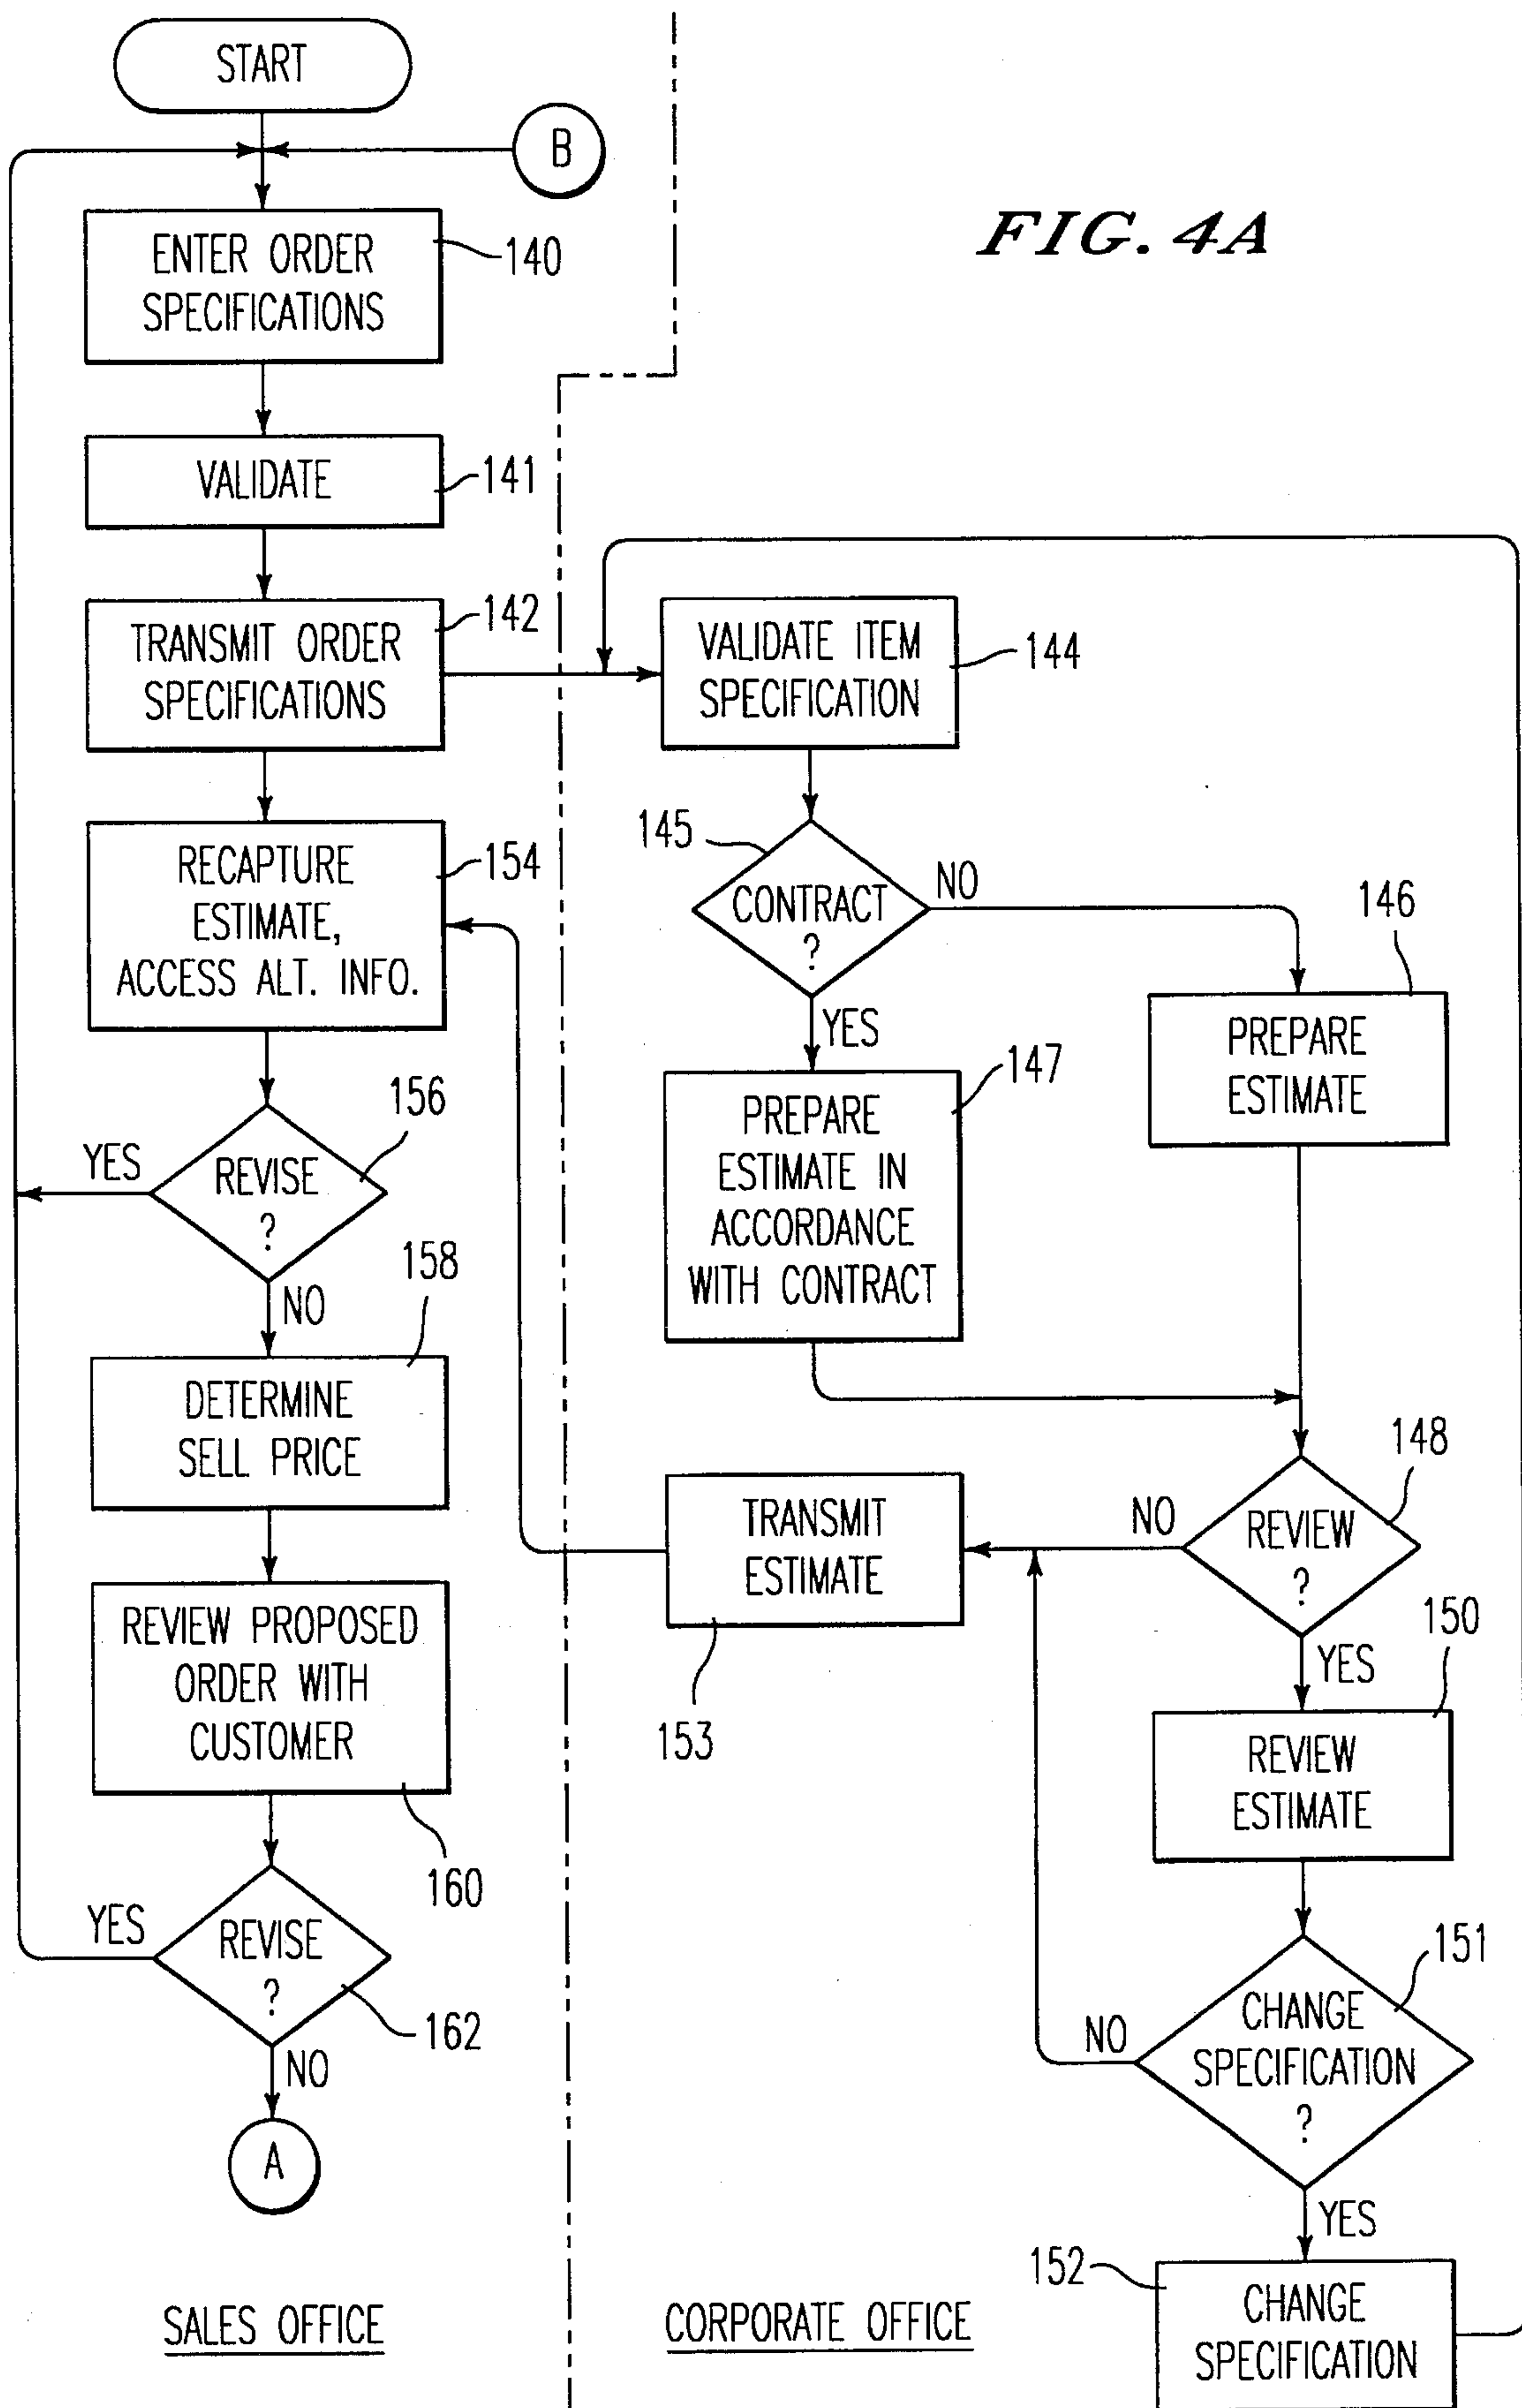 START
B
FIG. 4A
ENTER ORDER
SPECIFICATIONS
140
VALIDATE
141
TRANSMIT ORDER
SPECIFICATIONS
142
VALIDATE ITEM
SPECIFICATION
144
RECAPTURE
ESTIMATE,
ACCESS ALT. INFO.
154
145
CONTRACT
?
NO
YES
146
PREPARE
ESTIMATE
147
PREPARE
ESTIMATE IN
ACCORDANCE
WITH CONTRACT
156
YES
REVISE
?
NO
158
DETERMINE
SELL PRICE
148
NO
REVIEW
?
YES
TRANSMIT
ESTIMATE
153
REVIEW PROPOSED
ORDER WITH
CUSTOMER
160
150
REVIEW
ESTIMATE
YES
REVISE
?
162
NO
A
151
NO
CHANGE
SPECIFICATION
?
YES
152
CHANGE
SPECIFICATION
SALES OFFICE
CORPORATE OFFICE